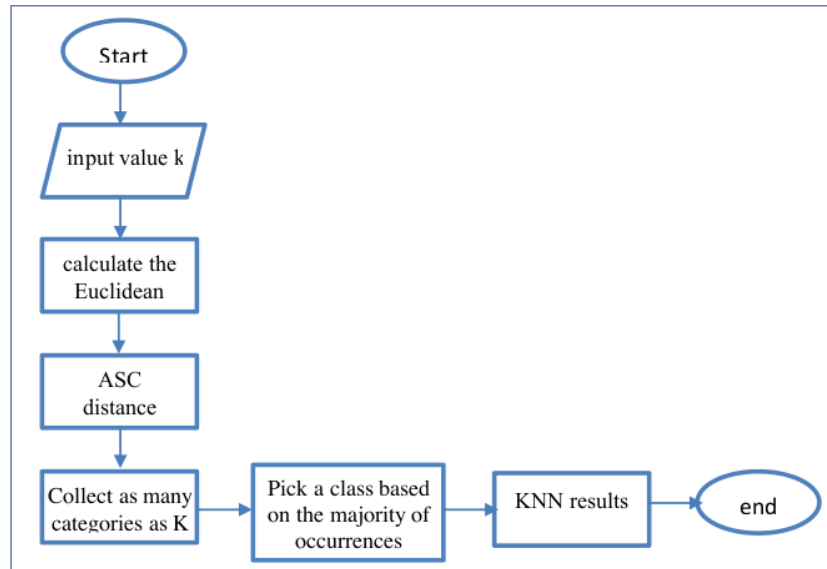 Start
input value k
calculate the
Euclidean
ASC
distance
Collect as many
categories as K
Pick a class based
on the majority of
occurrences
KNN results
end